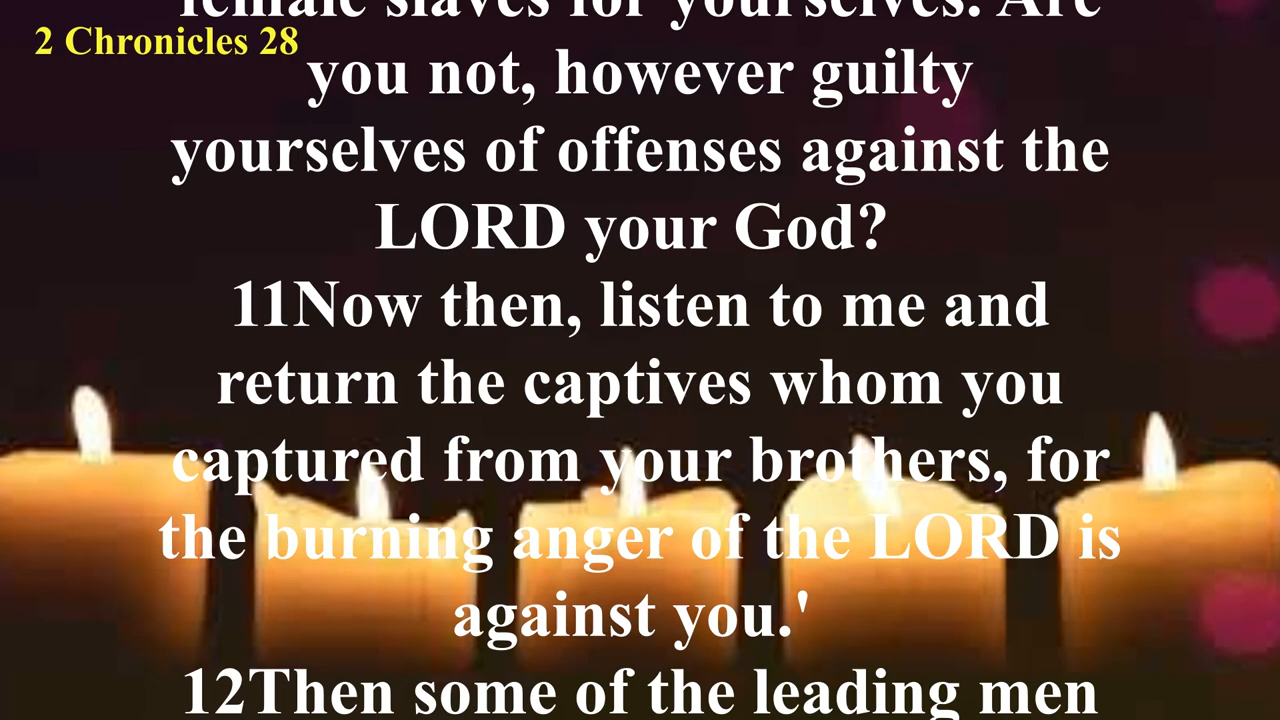 female slaves for yourselves. Are
2 Chronicles 28
you not, however guilty
yourselves of offenses against the
LORD your God?
11Now then, listen to me and
return the captives whom you
captured from your brothers, for
the burning anger of the LORD is
against you.'
12Then some of the leading men